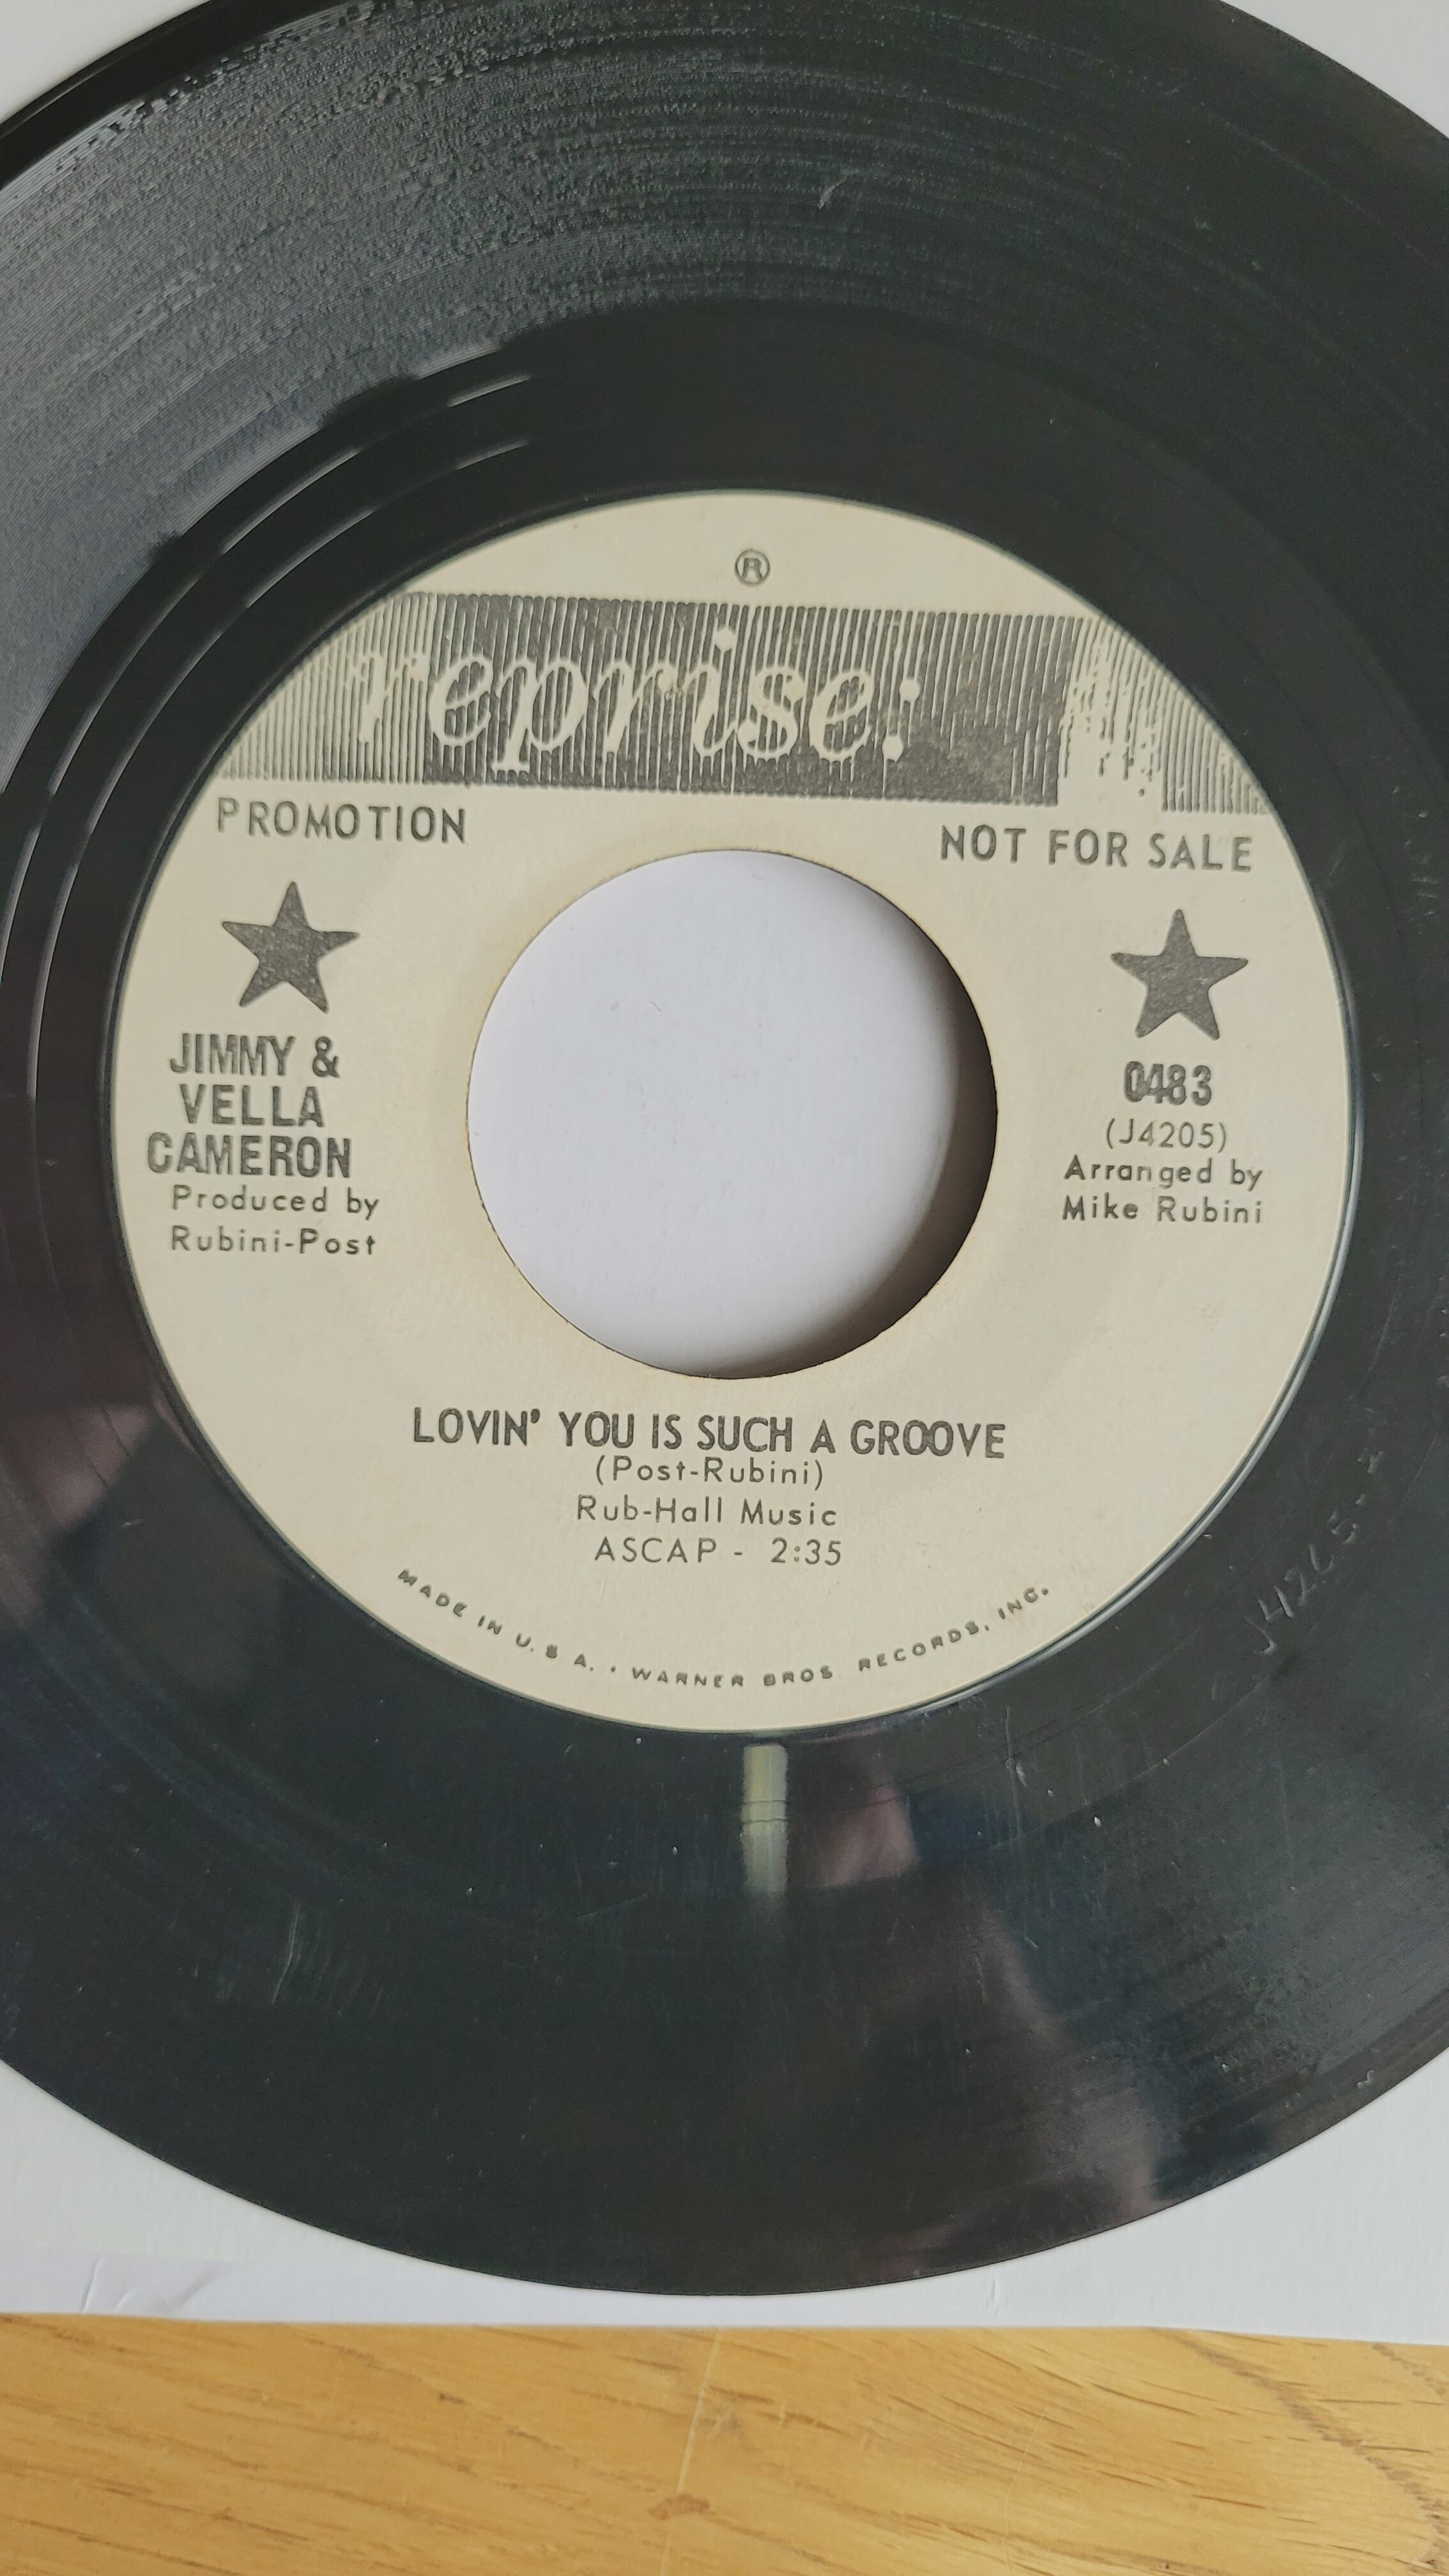 ®
reprise:
PROMOTION
NOT FOR SALE
JIMMY &
VELLA
CAMERON
Produced by
Rubini-Post
0483
(J4205)
Arranged by
Mike Rubini
LOVIN' YOU IS SUCH A GROOVE
(Post-Rubini)
Rub-Hall Music
ASCAP - 2:35
MADE IN U. S A. • WARNER BROS. RECORDS, INC.